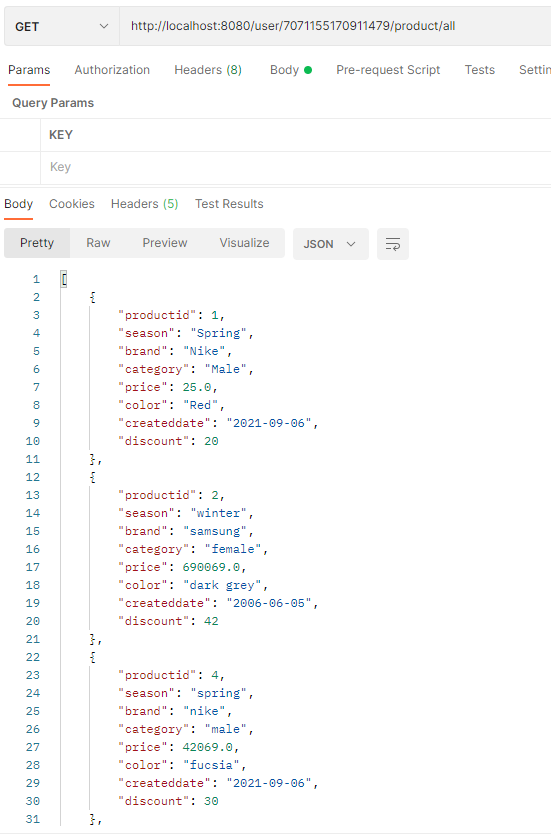 GET http://localhost:8080/user/7071155170911479/product/all
Params Authorization Headers (8) Body Pre-request Script Tests Settin
Query Params
KEY
Key
Body Cookies Headers (5) Test Results
Pretty Raw Preview Visualize JSON
1 [
2 {
3 "productid": 1,
4 "season": "Spring",
5 "brand": "Nike",
6 "category": "Male",
7 "price": 25.0,
8 "color": "Red",
9 "createddate": "2021-09-06",
10 "discount": 20
11 },
12 {
13 "productid": 2,
14 "season": "winter",
15 "brand": "samsung",
16 "category": "female",
17 "price": 690069.0,
18 "color": "dark grey",
19 "createddate": "2006-06-05",
20 "discount": 42
21 },
22 {
23 "productid": 4,
24 "season": "spring",
25 "brand": "nike",
26 "category": "male",
27 "price": 42069.0,
28 "color": "fucsia",
29 "createddate": "2021-09-06",
30 "discount": 30
31 },